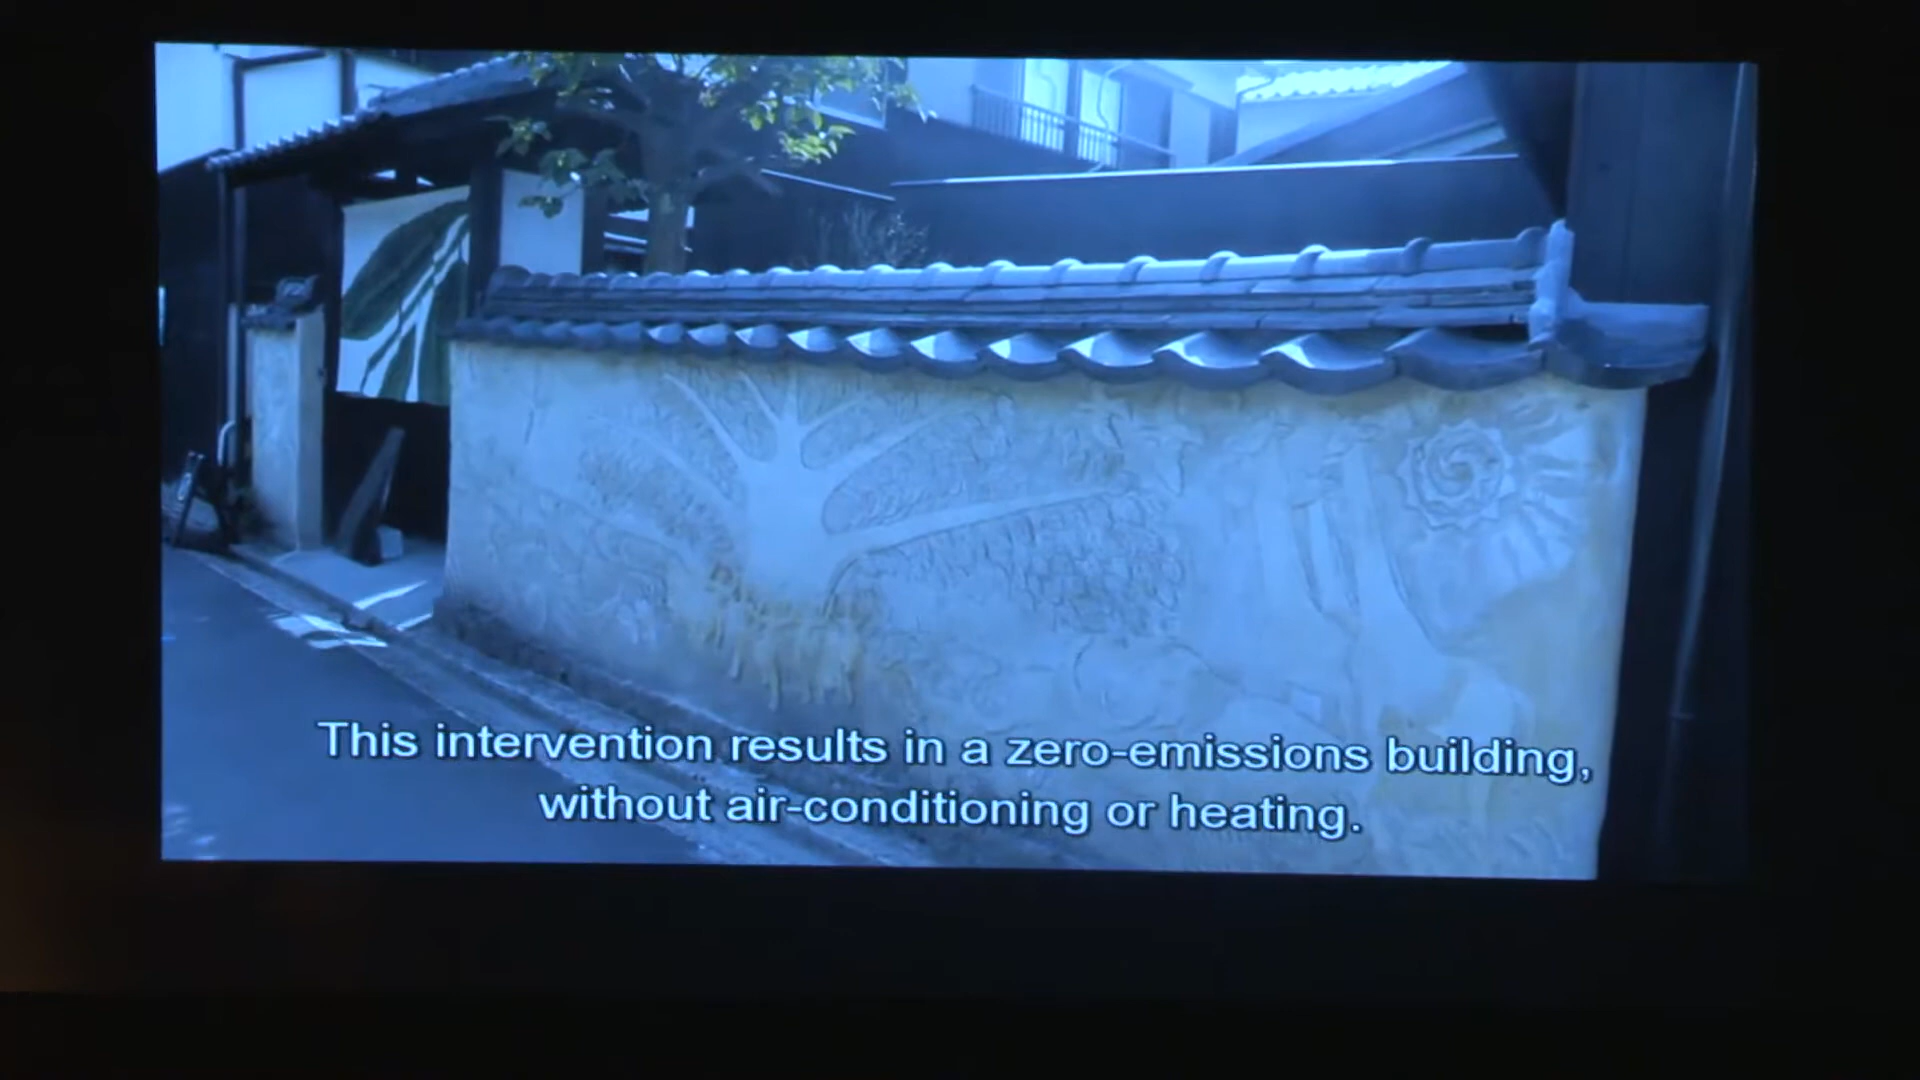 This intervention results in a zero-emissions building,
without air-conditioning or heating.